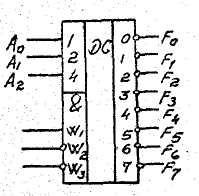 A₀ 1 DC 0 F₀
A₁ 2 1 F₁
A₂ 4 2 F₂
3 F₃
& 4 F₄
W₁ 5 F₅
W₂ 6 F₆
W₃ 7 F₇